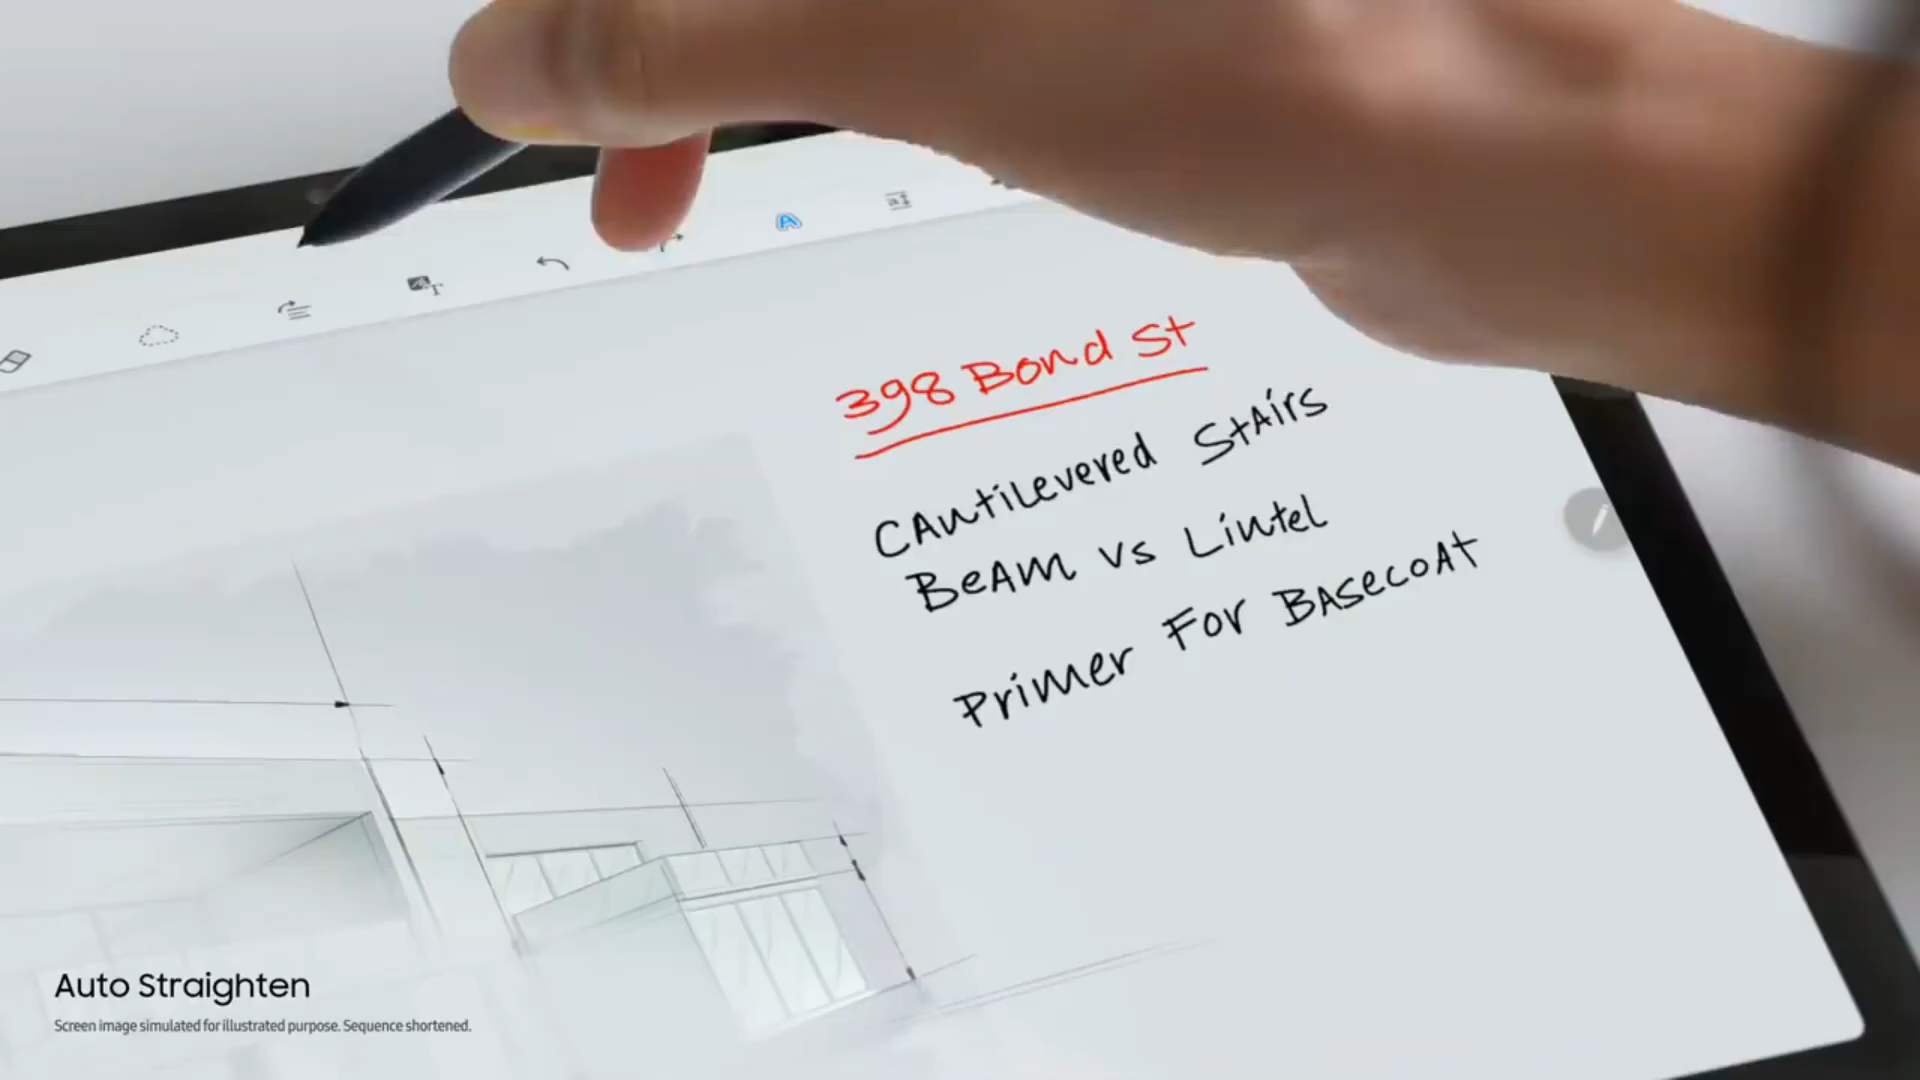 398 Bond St
CAntiLevered StAirs
BeAm vs Lintel
Primer For BAsecoAt
Auto Straighten
Screen image simulated for illustrated purpose. Sequence shortened.